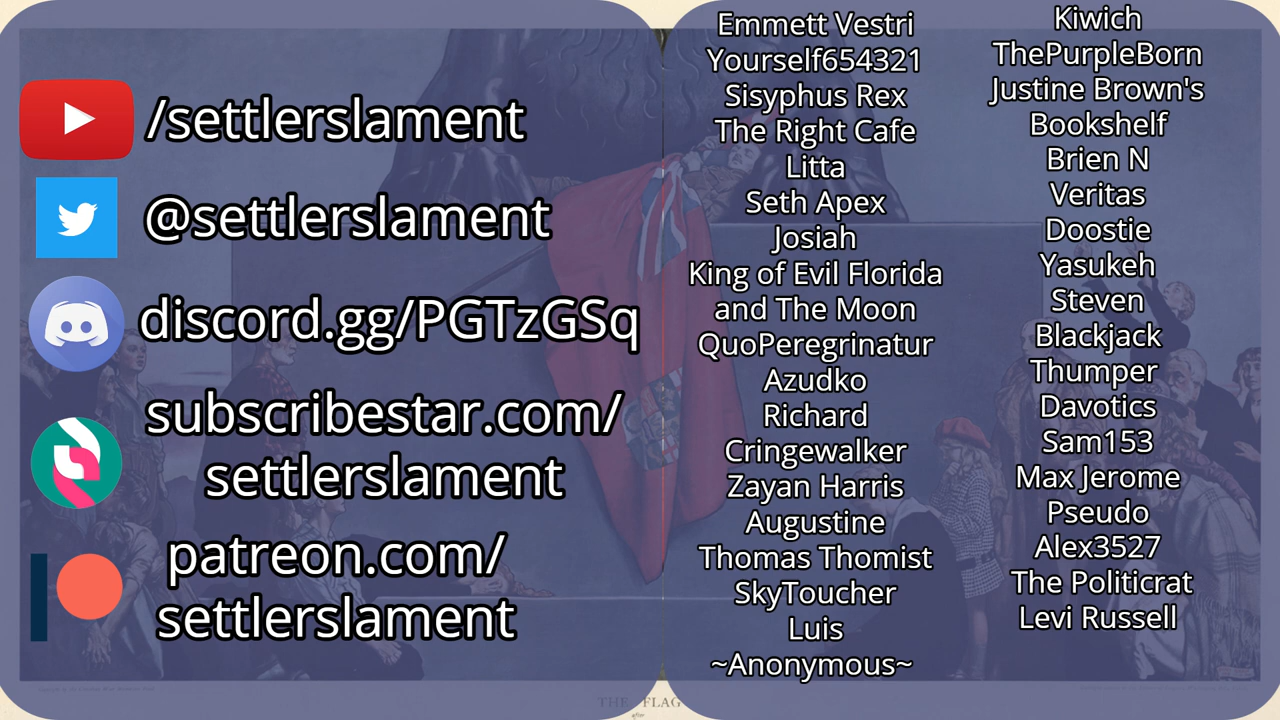 /settlerslament
@settlerslament
discord.gg/PGTzGSq
subscribestar.com/
settlerslament
patreon.com/
settlerslament
Emmett Vestri
Yourself654321
Sisyphus Rex
The Right Cafe
Litta
Seth Apex
Josiah
King of Evil Florida
and The Moon
QuoPeregrinatur
Azudko
Richard
Cringewalker
Zayan Harris
Augustine
Thomas Thomist
SkyToucher
Luis
~Anonymous~
Kiwich
ThePurpleBorn
Justine Brown's
Bookshelf
Brien N
Veritas
Doostie
Yasukeh
Steven
Blackjack
Thumper
Davotics
Sam153
Max Jerome
Pseudo
Alex3527
The Politicrat
Levi Russell
THE FLAG